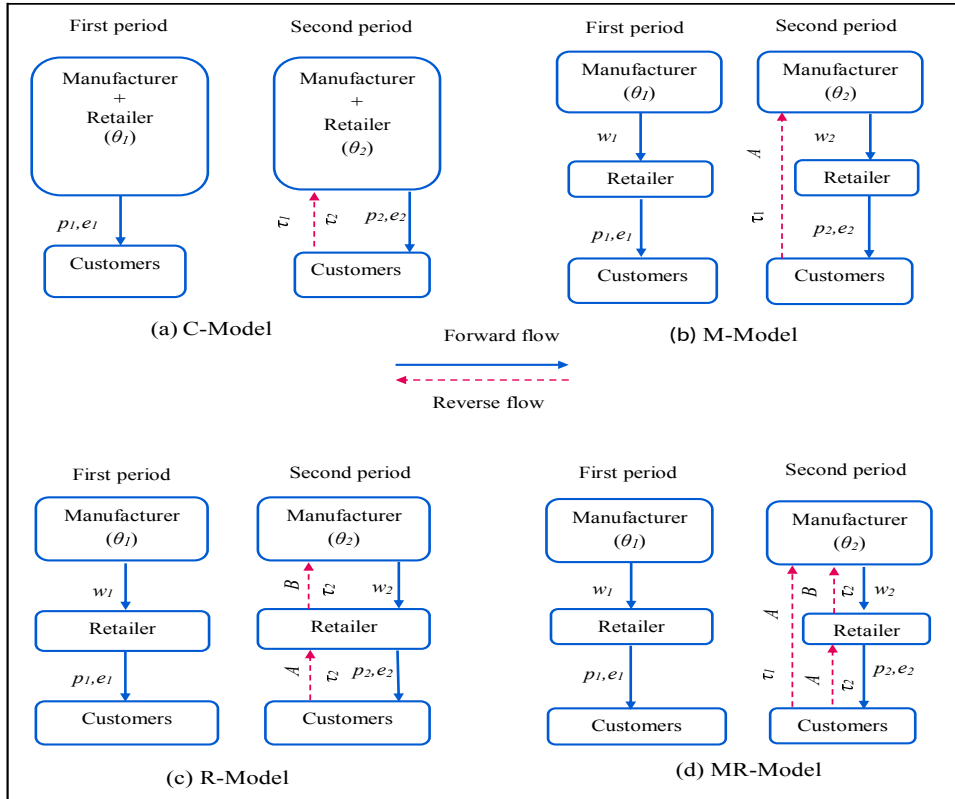 First period
Second period
Manufacturer
+
Retailer
(θ1)
Manufacturer
+
Retailer
(θ2)
p1,e1
τ1
τ2
p2,e2
Customers
Customers
(a) C-Model
First period
Second period
Manufacturer
(θ1)
Manufacturer
(θ2)
w1
A
w2
Retailer
Retailer
p1,e1
τ1
p2,e2
Customers
Customers
(b) M-Model
Forward flow
Reverse flow
First period
Second period
Manufacturer
(θ1)
Manufacturer
(θ2)
w1
B
τ2
w2
Retailer
Retailer
p1,e1
A
τ2
p2,e2
Customers
Customers
(c) R-Model
First period
Second period
Manufacturer
(θ1)
Manufacturer
(θ2)
w1
A
B
τ2
w2
Retailer
Retailer
p1,e1
τ1
A
τ2
p2,e2
Customers
Customers
(d) MR-Model